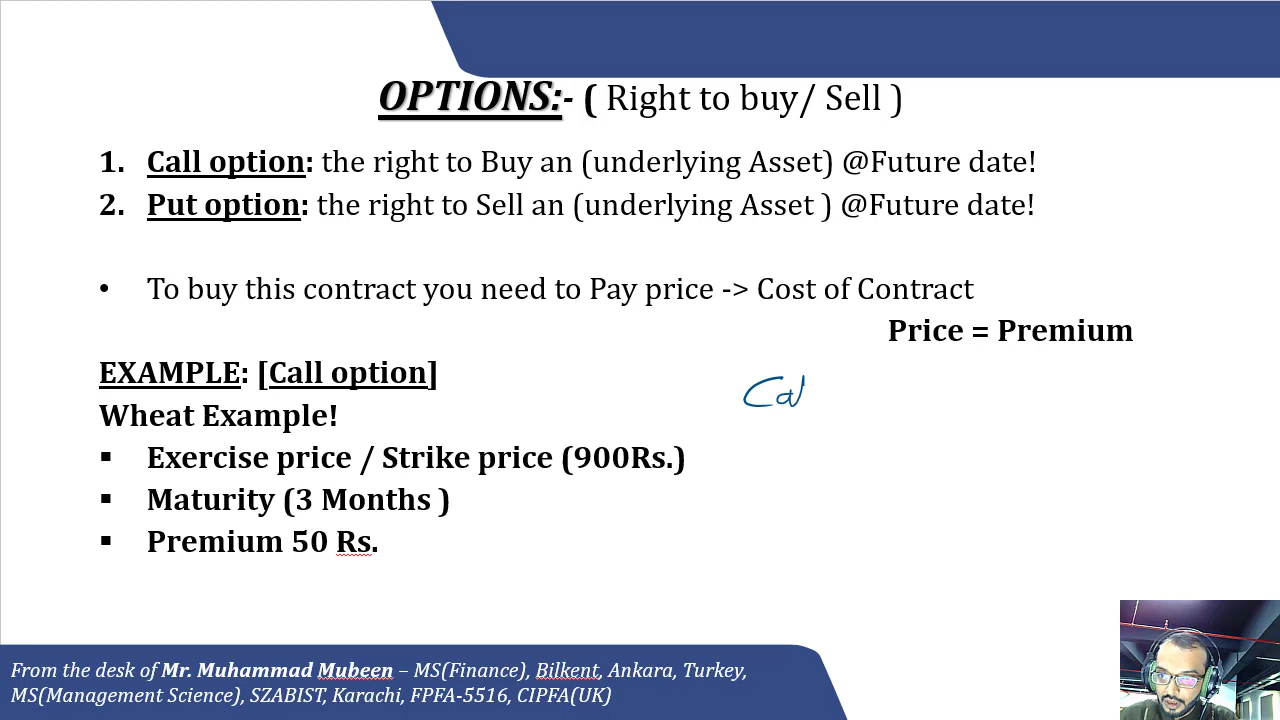 OPTIONS:- ( Right to buy/ Sell )
1. Call option: the right to Buy an (underlying Asset) @Future date!
2. Put option: the right to Sell an (underlying Asset ) @Future date!
• To buy this contract you need to Pay price -> Cost of Contract
Price = Premium
EXAMPLE: [Call option]
Cal
Wheat Example!
▪ Exercise price / Strike price (900Rs.)
▪ Maturity (3 Months )
▪ Premium 50 Rs.
From the desk of Mr. Muhammad Mubeen – MS(Finance), Bilkent, Ankara, Turkey,
MS(Management Science), SZABIST, Karachi, FPFA-5516, CIPFA(UK)